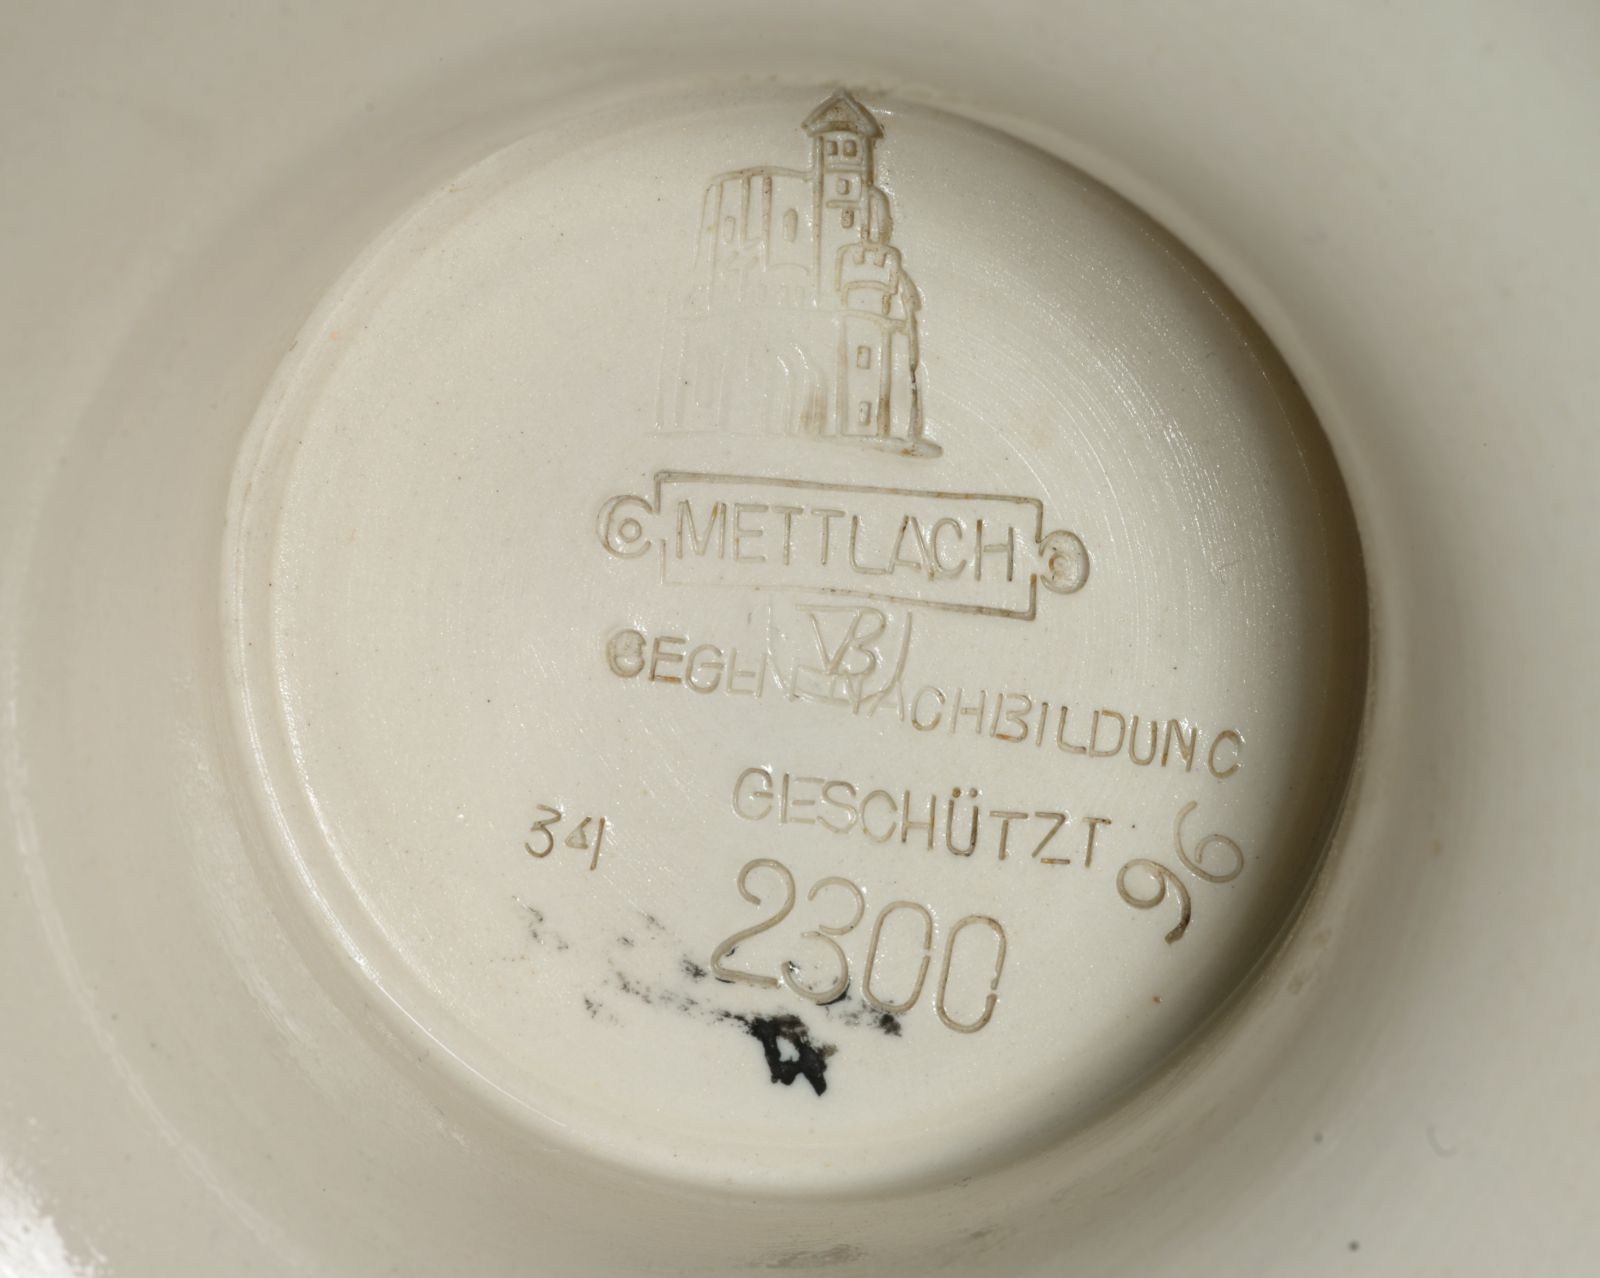 METTLACH
VB
GEGEN NACHBILDUNG
GESCHÜTZT
34
96
2300